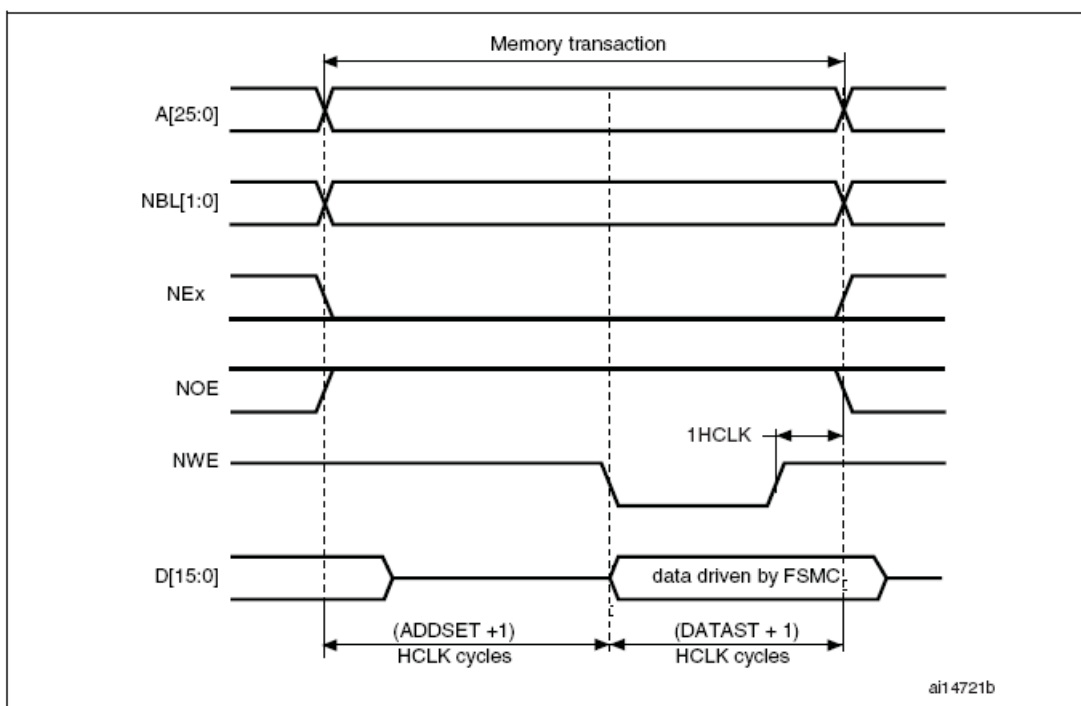 Memory transaction
A[25:0]
NBL[1:0]
NEx
NOE
1HCLK
NWE
D[15:0]
data driven by FSMC
(ADDSET +1)
HCLK cycles
(DATAST + 1)
HCLK cycles
ai14721b